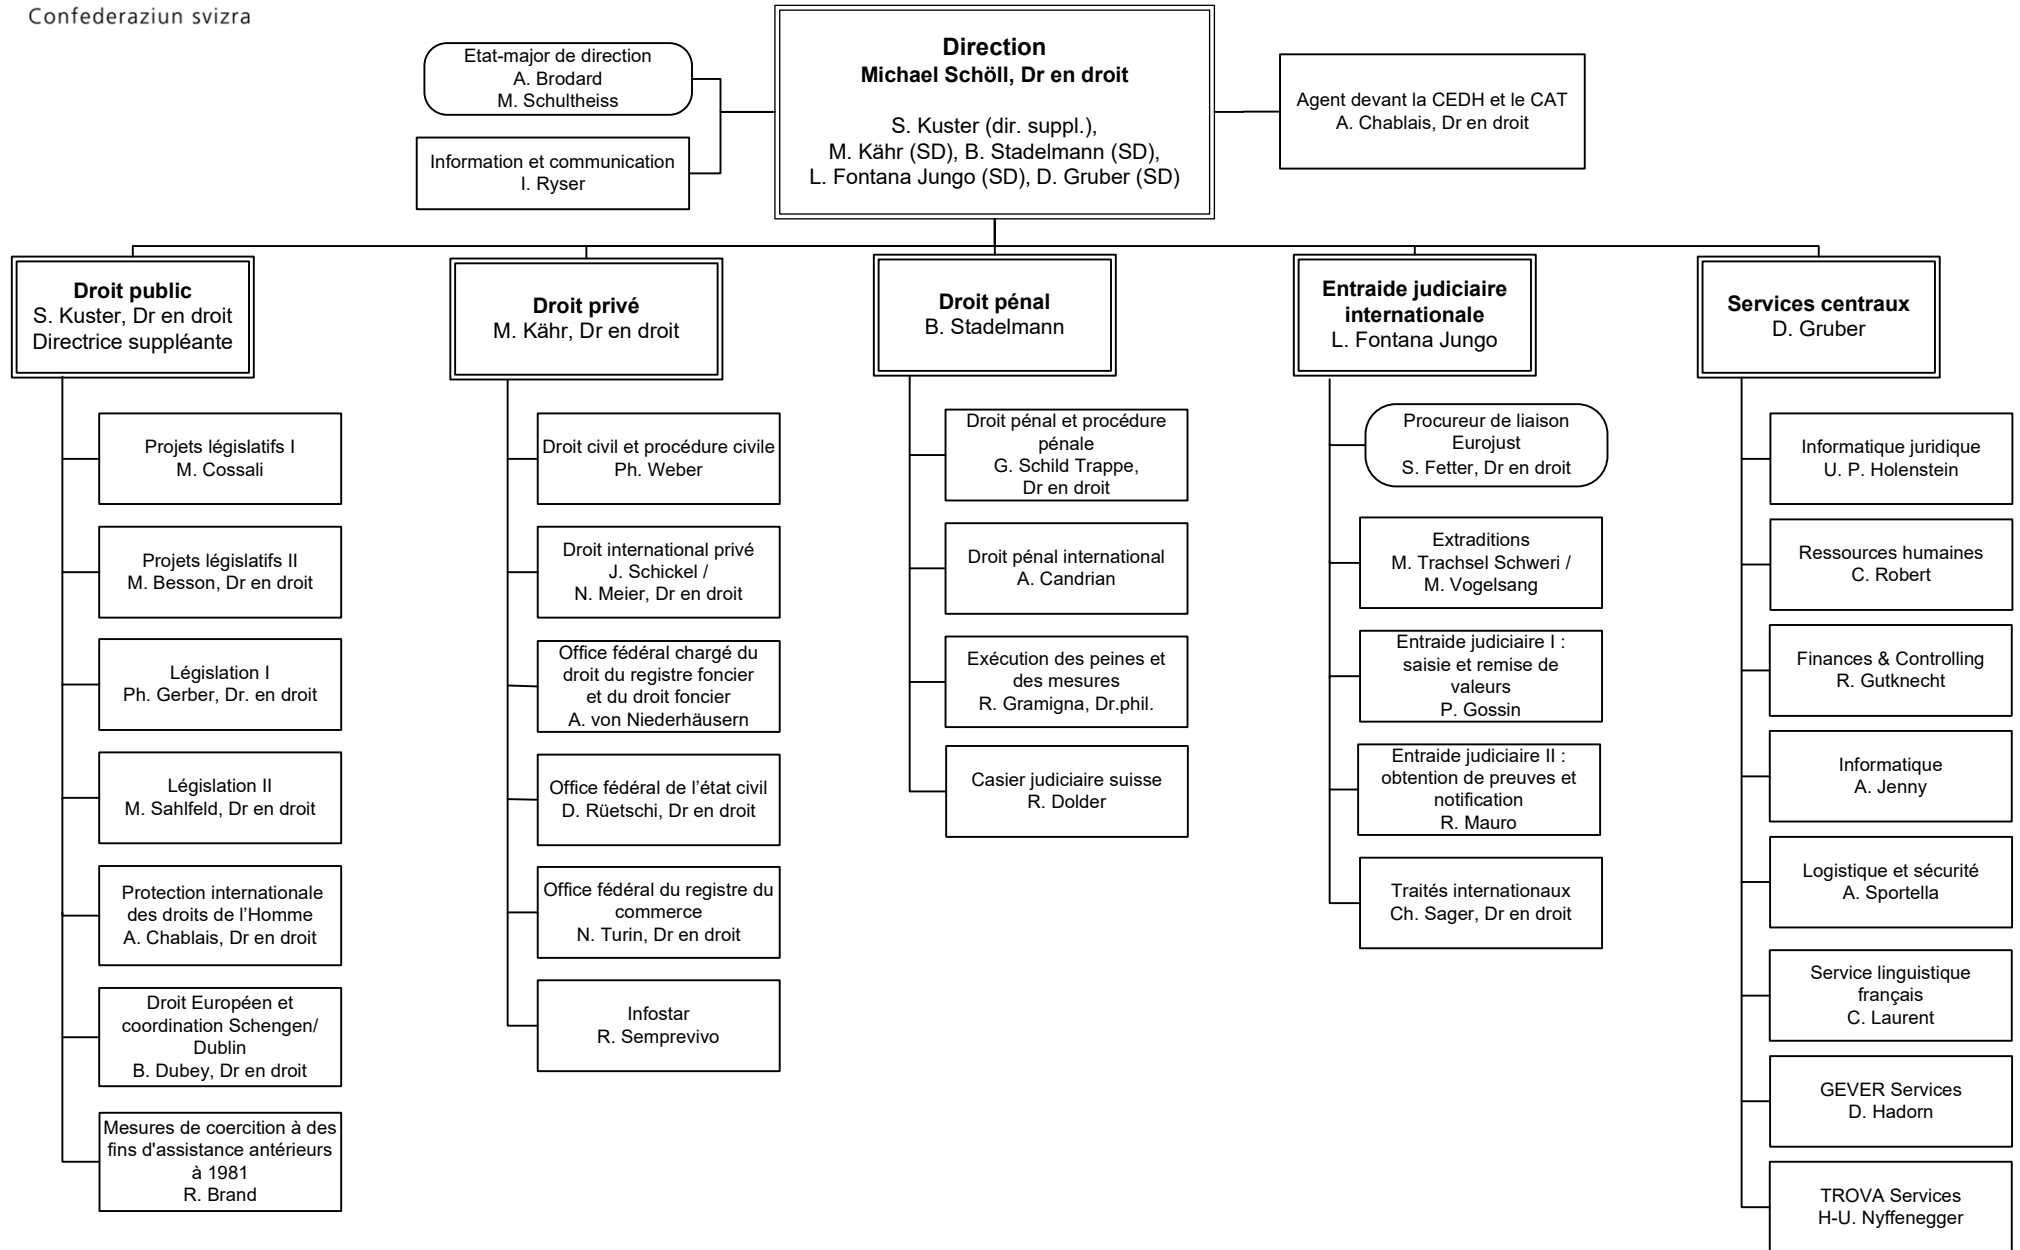 Confederaziun svizra
Etat-major de direction
A. Brodard
M. Schultheiss
Information et communication
I. Ryser
Direction
Michael Schöll, Dr en droit
S. Kuster (dir. suppl.),
M. Kähr (SD), B. Stadelmann (SD),
L. Fontana Jungo (SD), D. Gruber (SD)
Agent devant la CEDH et le CAT
A. Chablais, Dr en droit
Droit public
S. Kuster, Dr en droit
Directrice suppléante
Projets législatifs I
M. Cossali
Projets législatifs II
M. Besson, Dr en droit
Législation I
Ph. Gerber, Dr. en droit
Législation II
M. Sahlfeld, Dr en droit
Protection internationale
des droits de l'Homme
A. Chablais, Dr en droit
Droit Européen et
coordination Schengen/
Dublin
B. Dubey, Dr en droit
Mesures de coercition à des
fins d'assistance antérieurs
à 1981
R. Brand
Droit privé
M. Kähr, Dr en droit
Droit civil et procédure civile
Ph. Weber
Droit international privé
J. Schickel /
N. Meier, Dr en droit
Office fédéral chargé du
droit du registre foncier
et du droit foncier
A. von Niederhäusern
Office fédéral de l'état civil
D. Rüetschi, Dr en droit
Office fédéral du registre du
commerce
N. Turin, Dr en droit
Infostar
R. Semprevivo
Droit pénal
B. Stadelmann
Droit pénal et procédure
pénale
G. Schild Trappe,
Dr en droit
Droit pénal international
A. Candrian
Exécution des peines et
des mesures
R. Gramigna, Dr.phil.
Casier judiciaire suisse
R. Dolder
Entraide judiciaire
internationale
L. Fontana Jungo
Procureur de liaison
Eurojust
S. Fetter, Dr en droit
Extraditions
M. Trachsel Schweri /
M. Vogelsang
Entraide judiciaire I :
saisie et remise de
valeurs
P. Gossin
Entraide judiciaire II :
obtention de preuves et
notification
R. Mauro
Traités internationaux
Ch. Sager, Dr en droit
Services centraux
D. Gruber
Informatique juridique
U. P. Holenstein
Ressources humaines
C. Robert
Finances & Controlling
R. Gutknecht
Informatique
A. Jenny
Logistique et sécurité
A. Sportella
Service linguistique
français
C. Laurent
GEVER Services
D. Hadorn
TROVA Services
H-U. Nyffenegger